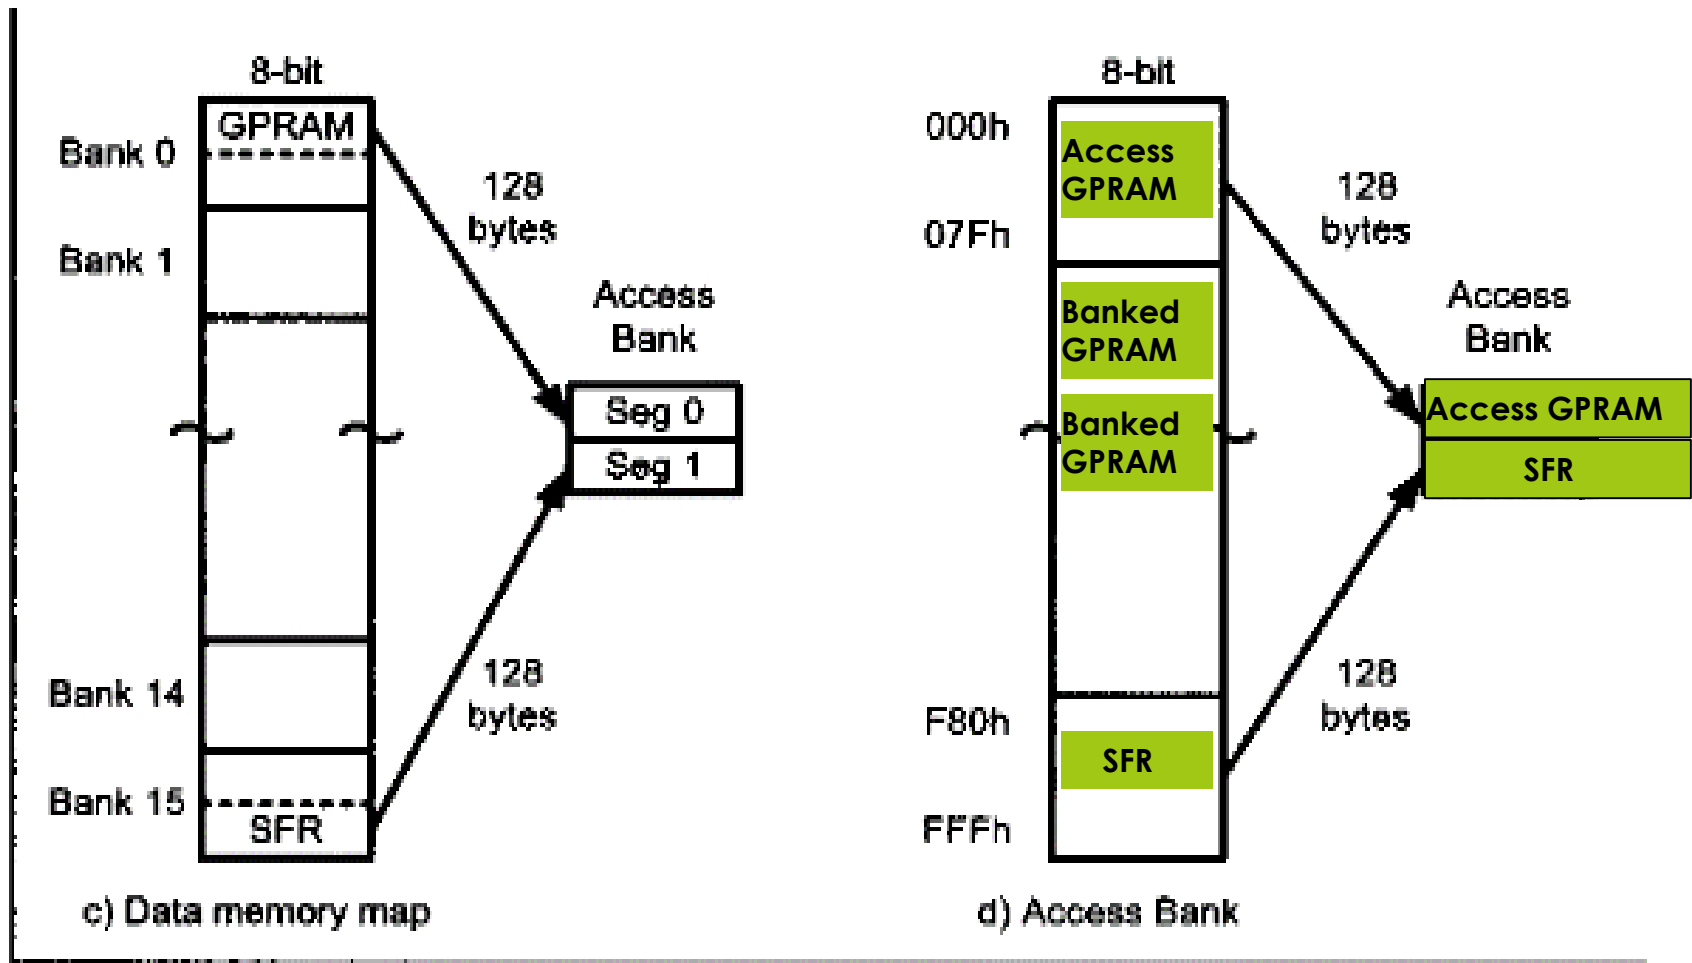 8-bit
GPRAM
Bank 0
128
bytes
Bank 1
Access
Bank
Seg 0
Seg 1
Bank 14
128
bytes
Bank 15
SFR
c) Data memory map
8-bit
000h
Access
GPRAM
128
bytes
07Fh
Banked
GPRAM
Access
Bank
Banked
GPRAM
Access GPRAM
SFR
F80h
128
bytes
SFR
FFFh
d) Access Bank